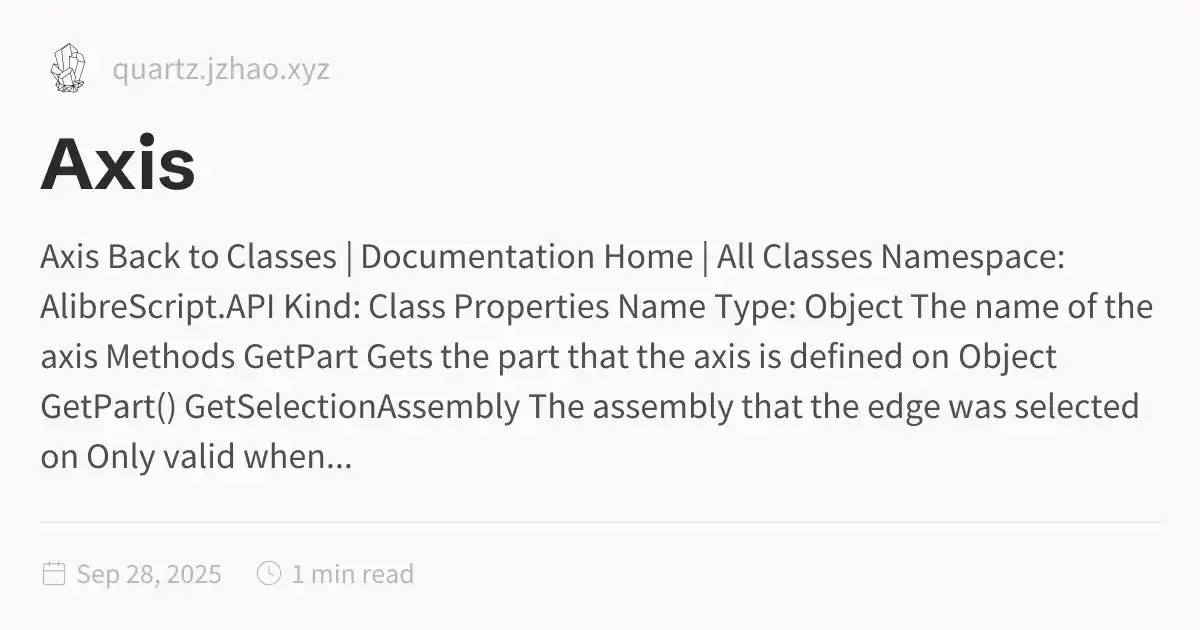 quartz.jzhao.xyz
Axis
Axis Back to Classes | Documentation Home | All Classes Namespace:
AlibreScript.API Kind: Class Properties Name Type: Object The name of the
axis Methods GetPart Gets the part that the axis is defined on Object
GetPart() GetSelectionAssembly The assembly that the edge was selected
on Only valid when...
Sep 28, 2025 1 min read